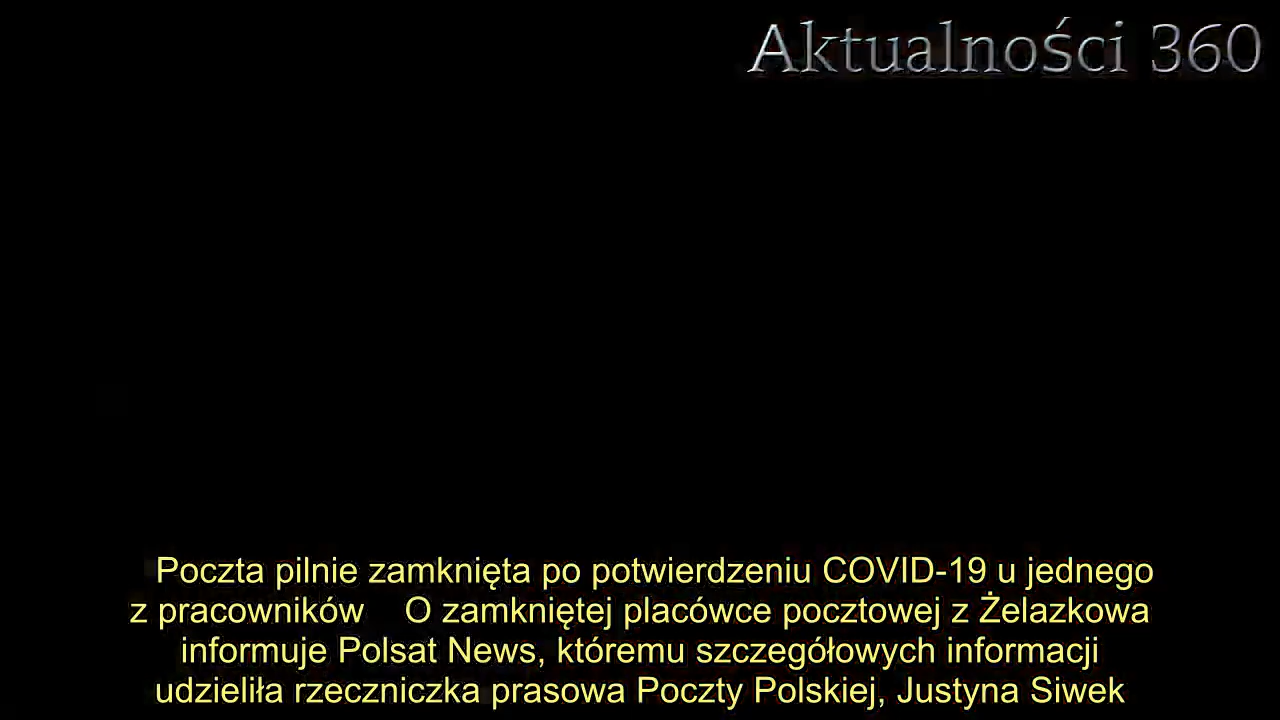 Aktualności 360
Poczta pilnie zamknięta po potwierdzeniu COVID-19 u jednego
z pracowników    O zamkniętej placówce pocztowej z Żelazkowa
informuje Polsat News, któremu szczegółowych informacji
udzieliła rzeczniczka prasowa Poczty Polskiej, Justyna Siwek